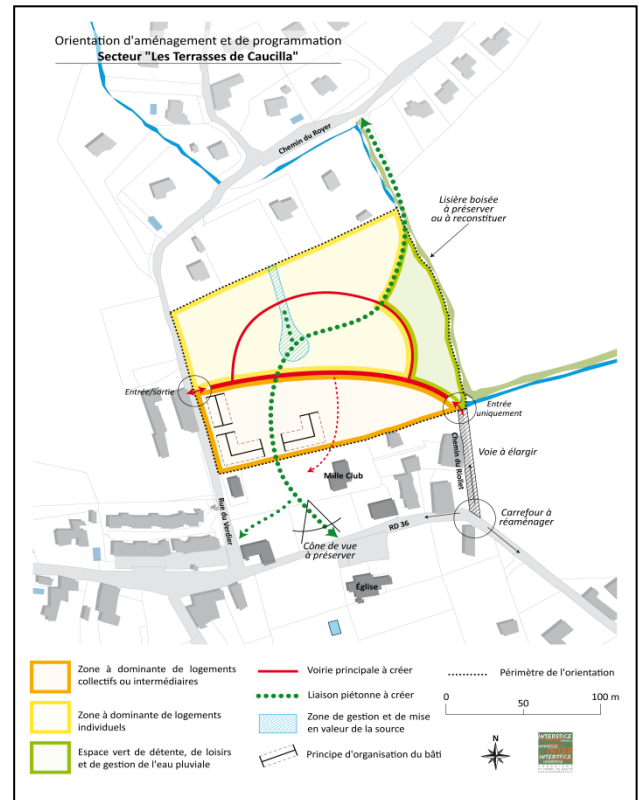 Orientation d'aménagement et de programmation
Secteur "Les Terrasses de Caucilla"
Chemin du Royer
Lisière boisée
à préserver
ou à reconstituer
Entrée/sortie
Entrée
uniquement
Chemin du Riollet
Voie à élargir
Mille Club
Rue du Verdier
Carrefour à
réaménager
RD 36
Cône de vue
à préserver
Église
Zone à dominante de logements
collectifs ou intermédiaires
Zone à dominante de logements
individuels
Espace vert de détente, de loisirs
et de gestion de l'eau pluviale
Voirie principale à créer
Liaison piétonne à créer
Zone de gestion et de mise
en valeur de la source
Principe d'organisation du bâti
Périmètre de l'orientation
0 50 100 m
N
INTERSTICE